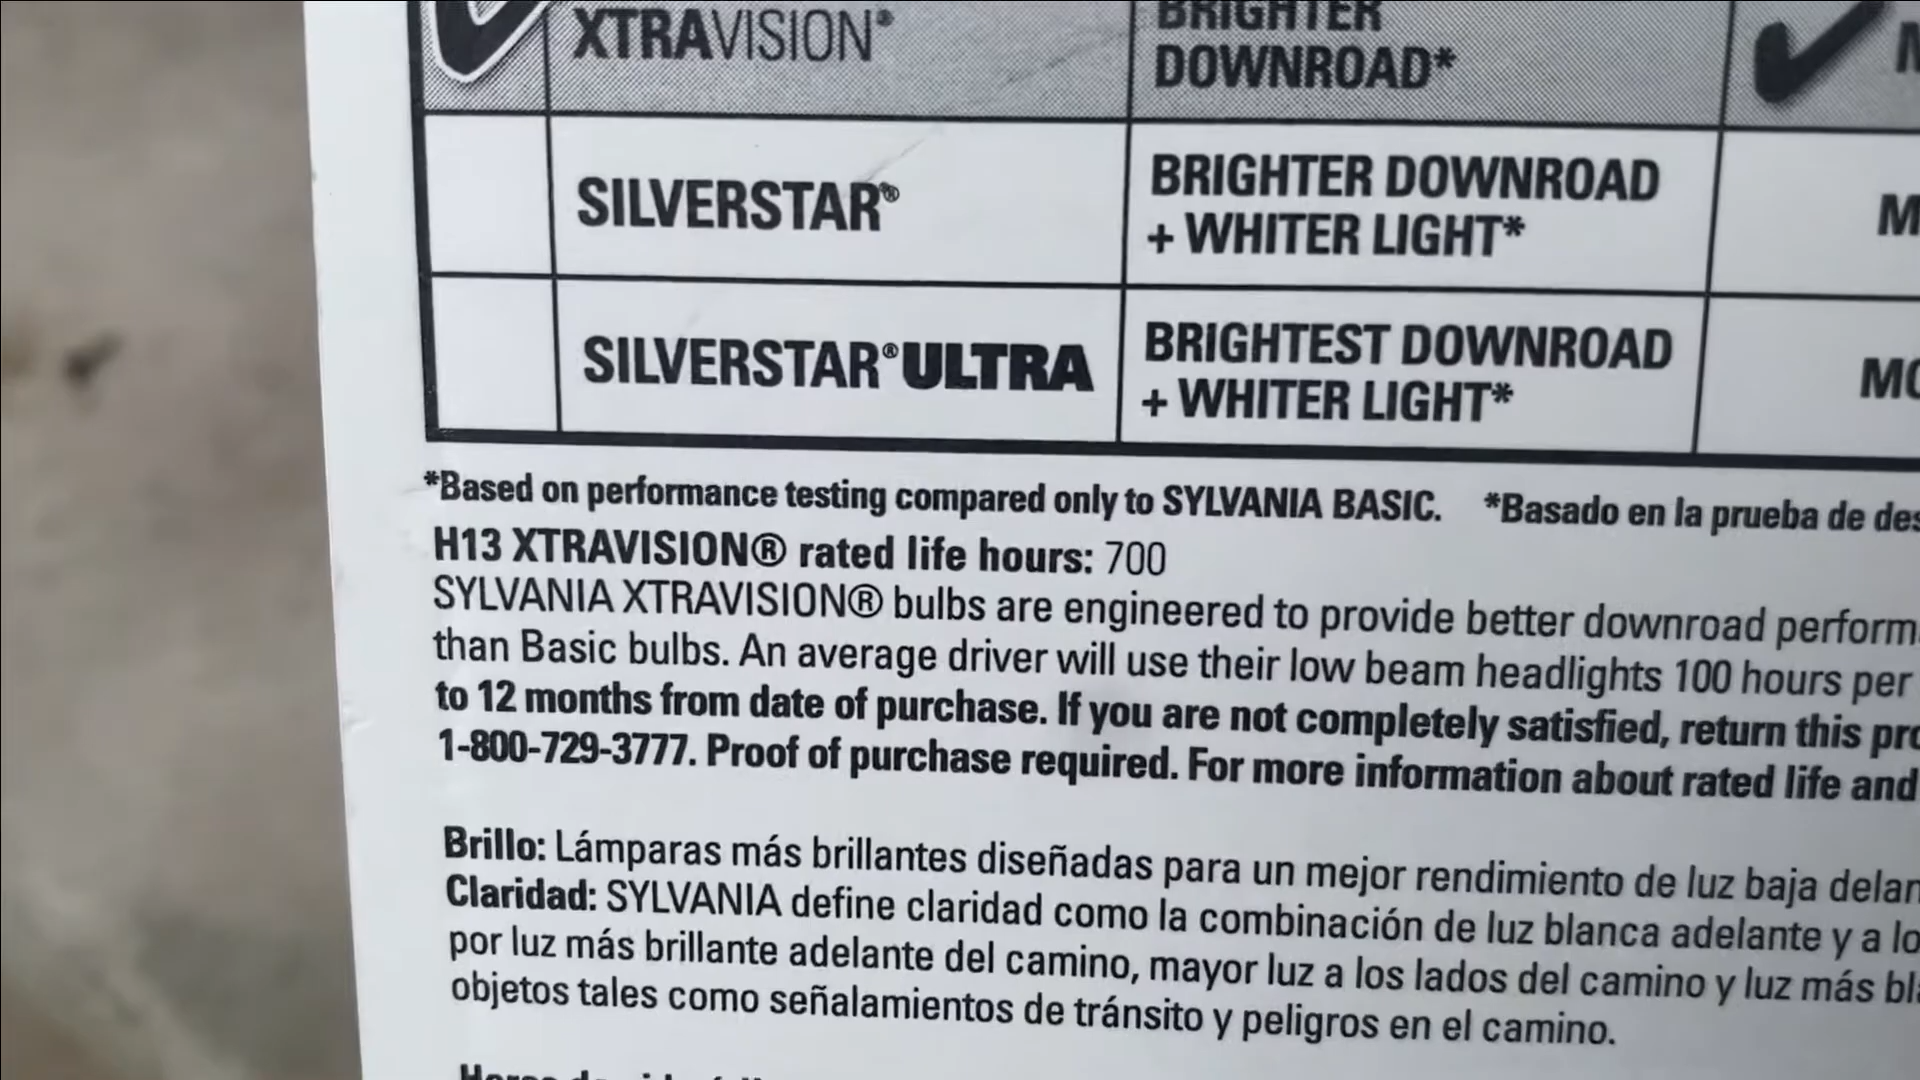 XTRAVISION®
BRIGHTER
DOWNROAD*
SILVERSTAR®
BRIGHTER DOWNROAD
+ WHITER LIGHT*
SILVERSTAR® ULTRA
BRIGHTEST DOWNROAD
+ WHITER LIGHT*
*Based on performance testing compared only to SYLVANIA BASIC. *Basado en la prueba de des
H13 XTRAVISION® rated life hours: 700
SYLVANIA XTRAVISION® bulbs are engineered to provide better downroad perform
than Basic bulbs. An average driver will use their low beam headlights 100 hours per
to 12 months from date of purchase. If you are not completely satisfied, return this pro
1-800-729-3777. Proof of purchase required. For more information about rated life and
Brillo: Lámparas más brillantes diseñadas para un mejor rendimiento de luz baja delan
Claridad: SYLVANIA define claridad como la combinación de luz blanca adelante y a lo
por luz más brillante adelante del camino, mayor luz a los lados del camino y luz más bl
objetos tales como señalamientos de tránsito y peligros en el camino.